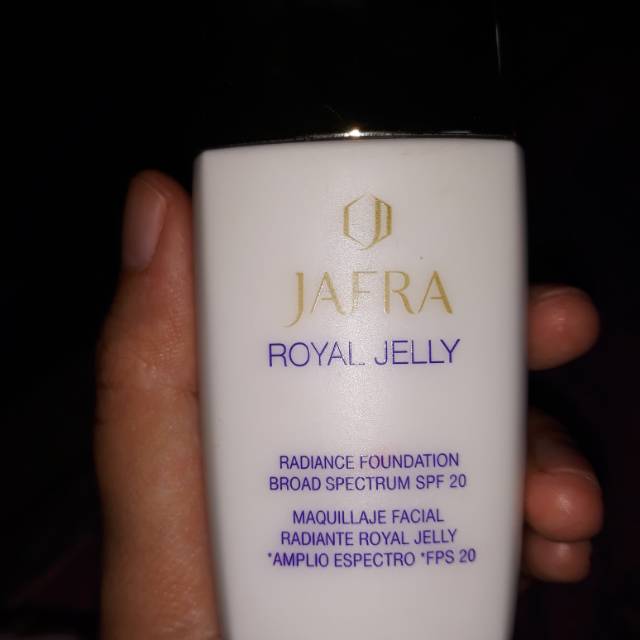 JAFRA
ROYAL JELLY
RADIANCE FOUNDATION
BROAD SPECTRUM SPF 20
MAQUILLAJE FACIAL
RADIANTE ROYAL JELLY
*AMPLIO ESPECTRO *FPS 20